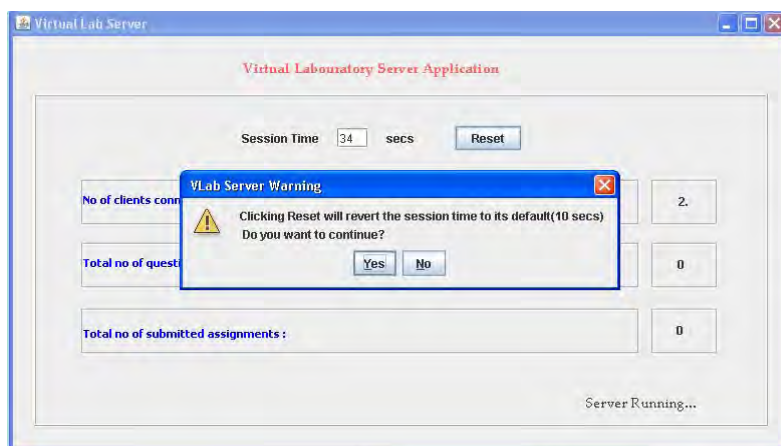 Virtual Lab Server
Virtual Labouratory Server Application
Session Time 34 secs Reset
VLab Server Warning
No of clients conn
2.
Clicking Reset will revert the session time to its default(10 secs)
Do you want to continue?
Yes No
Total no of questi
0
Total no of submitted assignments :
0
Server Running...